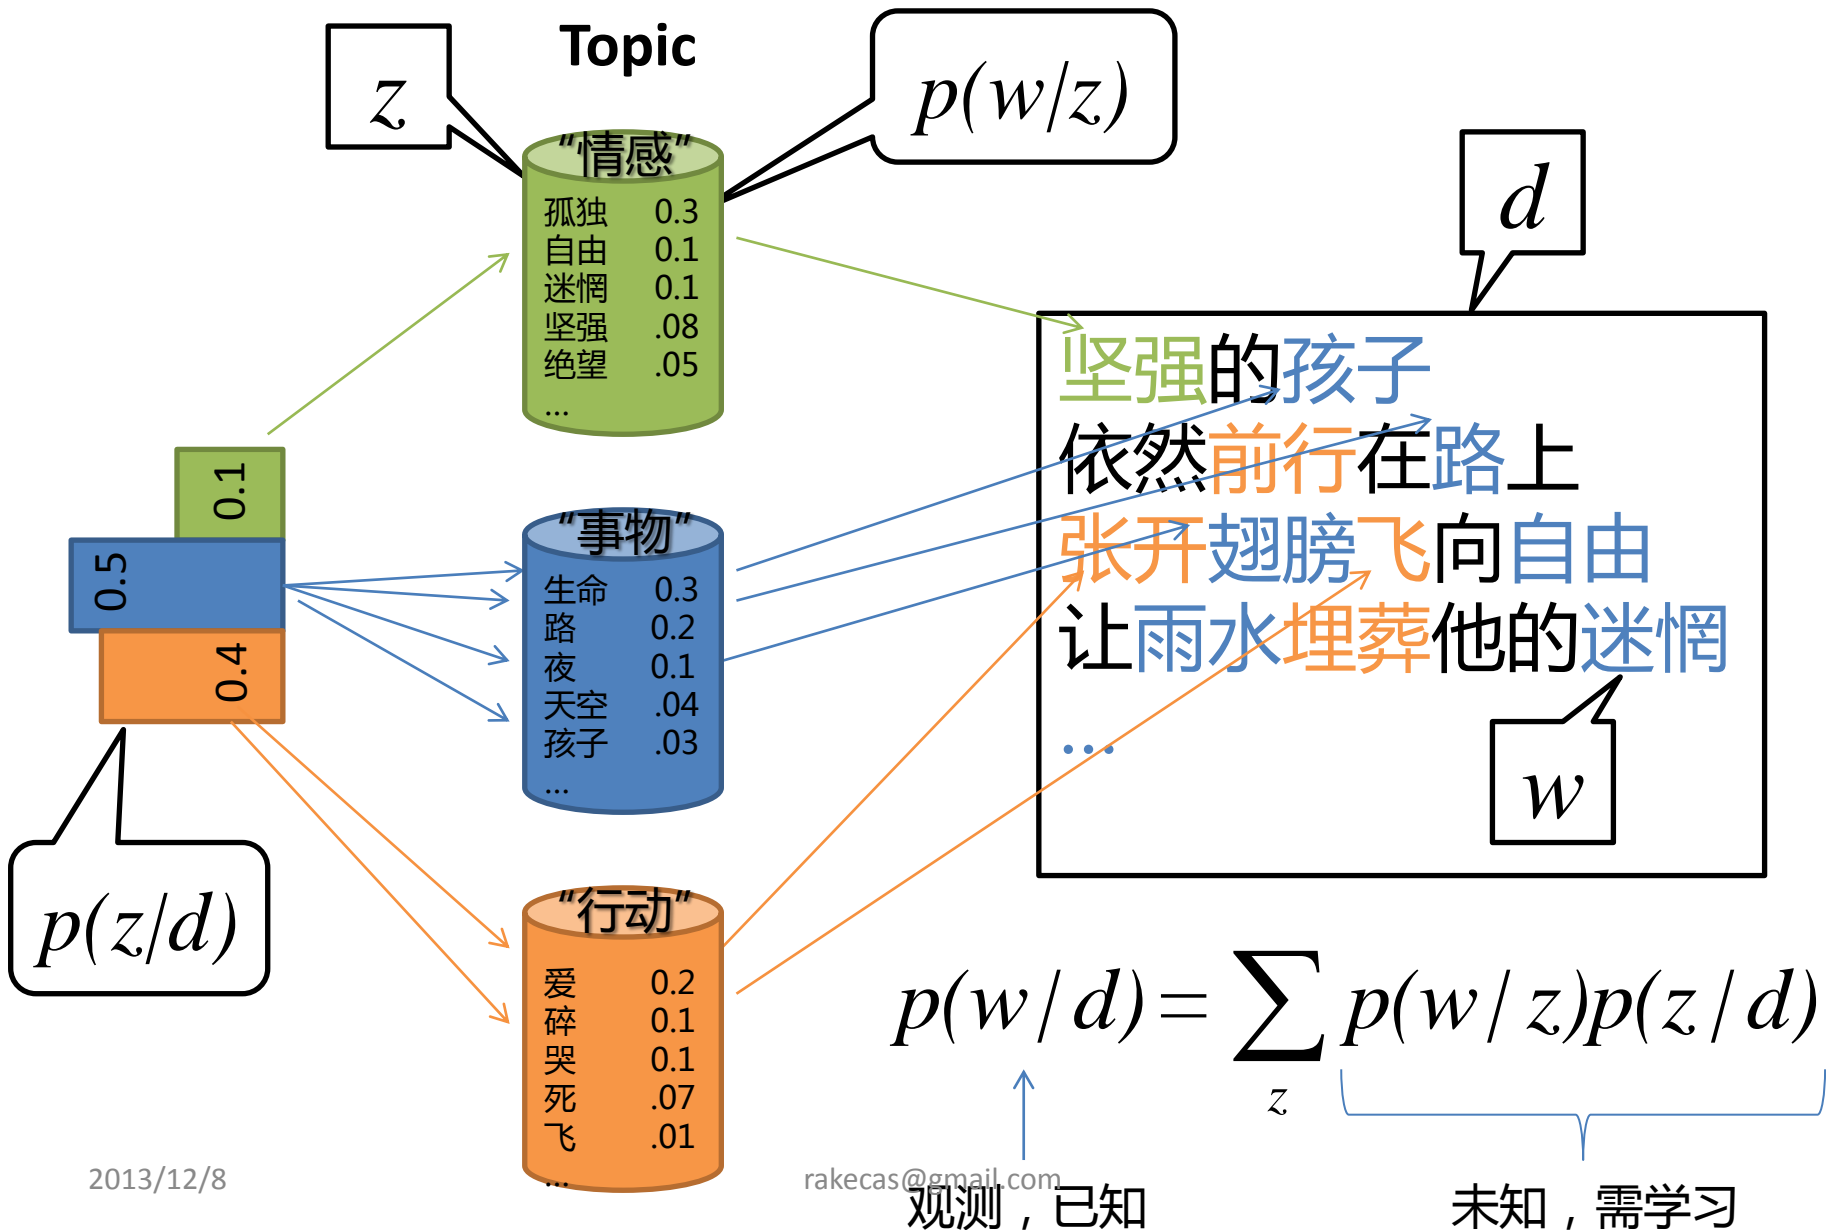 Topic
z
p(w/z)
"情感"
孤独 0.3
自由 0.1
迷惘 0.1
坚强 .08
绝望 .05
...
d
坚强的孩子
依然前行在路上
张开翅膀飞向自由
让雨水埋葬他的迷惘
...
w
0.1
0.5
0.4
p(z/d)
"事物"
生命 0.3
路 0.2
夜 0.1
天空 .04
孩子 .03
...
"行动"
爱 0.2
碎 0.1
哭 0.1
死 .07
飞 .01
...
p(w/d)=∑p(w/z)p(z/d)
z
观测，已知
未知，需学习
2013/12/8
rakecas@gmail.com